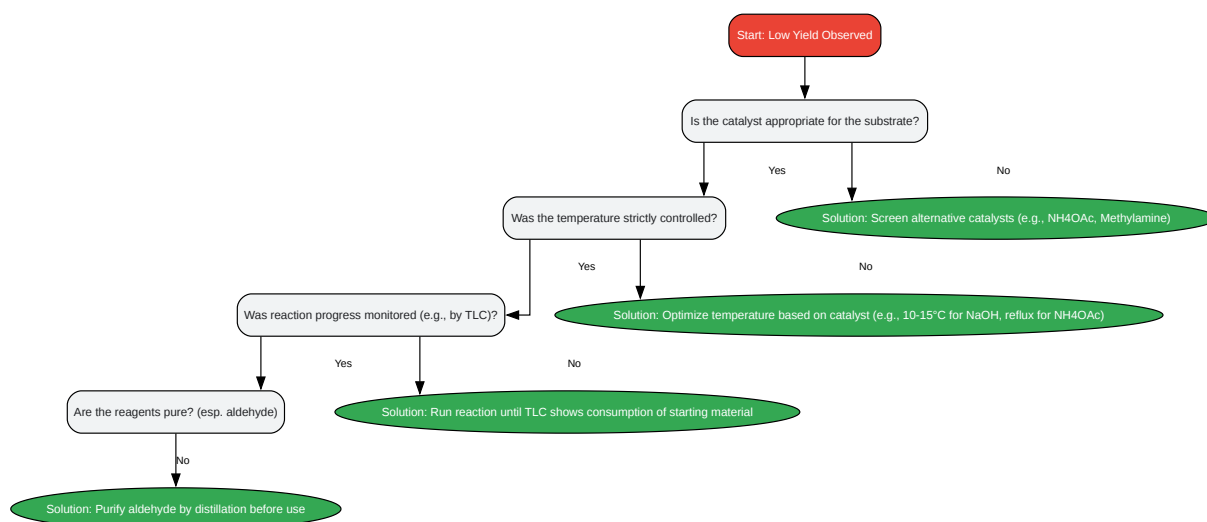 Start: Low Yield Observed
Is the catalyst appropriate for the substrate?
Yes
No
Was the temperature strictly controlled?
Solution: Screen alternative catalysts (e.g., NH4OAc, Methylamine)
Yes
No
Was reaction progress monitored (e.g., by TLC)?
Solution: Optimize temperature based on catalyst (e.g., 10-15°C for NaOH, reflux for NH4OAc)
Yes
No
Are the reagents pure? (esp. aldehyde)
Solution: Run reaction until TLC shows consumption of starting material
No
Solution: Purify aldehyde by distillation before use